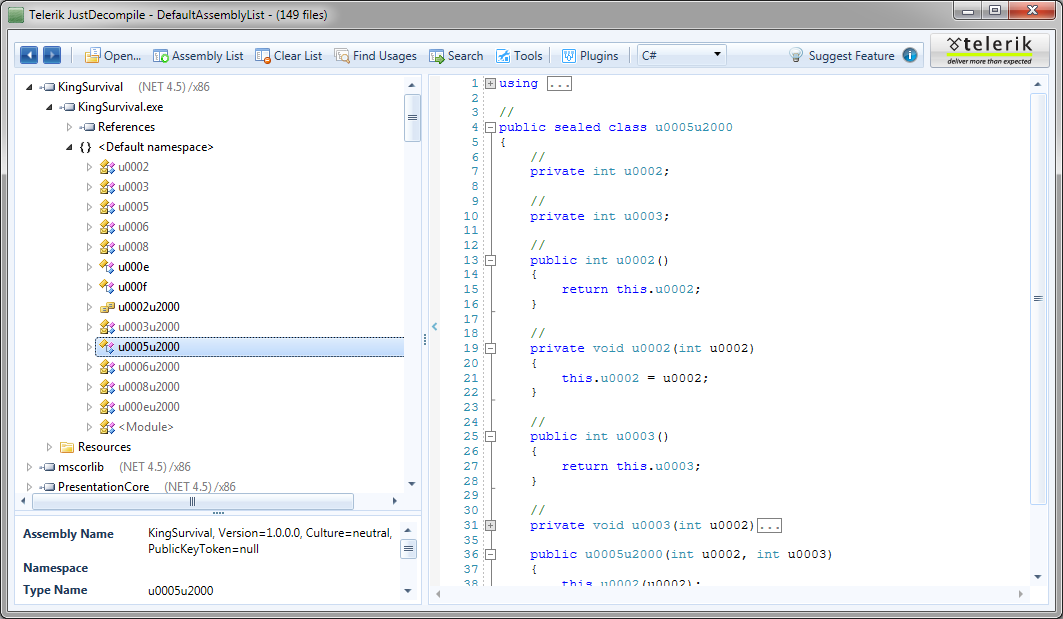 Telerik JustDecompile - DefaultAssemblyList - (149 files)
Open... Assembly List Clear List Find Usages Search Tools Plugins C# Suggest Feature i telerik
deliver more than expected
KingSurvival (NET 4.5) /x86
KingSurvival.exe
References
{} <Default namespace>
u0002
u0003
u0005
u0006
u0008
u000e
u000f
u0002u2000
u0003u2000
u0005u2000
u0006u2000
u0008u2000
u000eu2000
<Module>
Resources
mscorlib (NET 4.5) /x86
PresentationCore (NET 4.5) /x86
Assembly Name KingSurvival, Version=1.0.0.0, Culture=neutral,
PublicKeyToken=null
Namespace
Type Name u0005u2000
1 using ...
2
3 //
4 public sealed class u0005u2000
5 {
6 //
7 private int u0002;
8
9 //
10 private int u0003;
11
12 //
13 public int u0002()
14 {
15 return this.u0002;
16 }
17
18 //
19 private void u0002(int u0002)
20 {
21 this.u0002 = u0002;
22 }
23
24 //
25 public int u0003()
26 {
27 return this.u0003;
28 }
29
30 //
31 private void u0003(int u0002)...
35
36 public u0005u2000(int u0002, int u0003)
37 {
38 this.u0002(u0002);